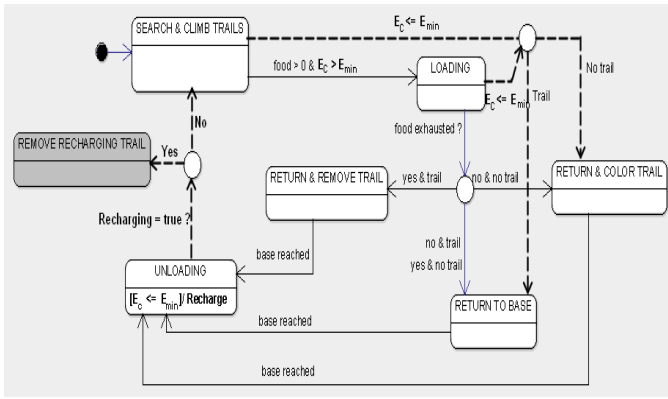 SEARCH & CLIMB TRAILS
E_C <= E_min
food > 0 & E_C > E_min
LOADING
No trail
E_C <= E_min
Trail
food exhausted ?
No
REMOVE RECHARGING TRAIL
Yes
RETURN & REMOVE TRAIL
yes & trail
no & no trail
RETURN & COLOR TRAIL
Recharging = true ?
no & trail
yes & no trail
base reached
UNLOADING
[E_c <= E_min]/ Recharge
RETURN TO BASE
base reached
base reached